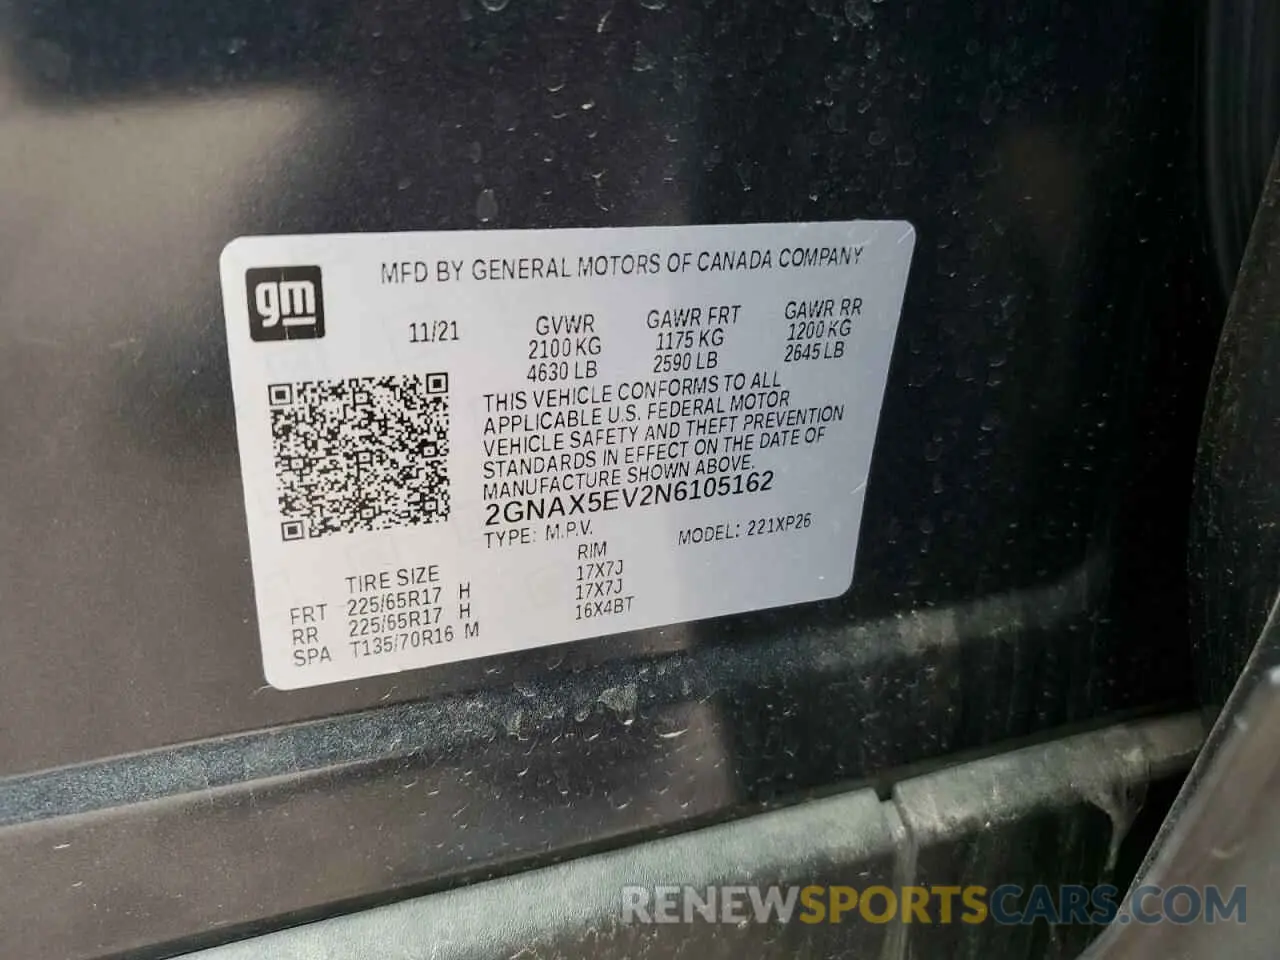 MFD BY GENERAL MOTORS OF CANADA COMPANY
gm
11/21
GVWR
2100 KG
4630 LB
GAWR FRT
1175 KG
2590 LB
GAWR RR
1200 KG
2645 LB
THIS VEHICLE CONFORMS TO ALL
APPLICABLE U.S. FEDERAL MOTOR
VEHICLE SAFETY AND THEFT PREVENTION
STANDARDS IN EFFECT ON THE DATE OF
MANUFACTURE SHOWN ABOVE.
2GNAX5EV2N6105162
TYPE: M.P.V. MODEL: 221XP26
TIRE SIZE RIM
FRT 225/65R17 H 17X7J
RR 225/65R17 H 17X7J
SPA T135/70R16 M 16X4BT
RENEWSPORTSCARS.COM